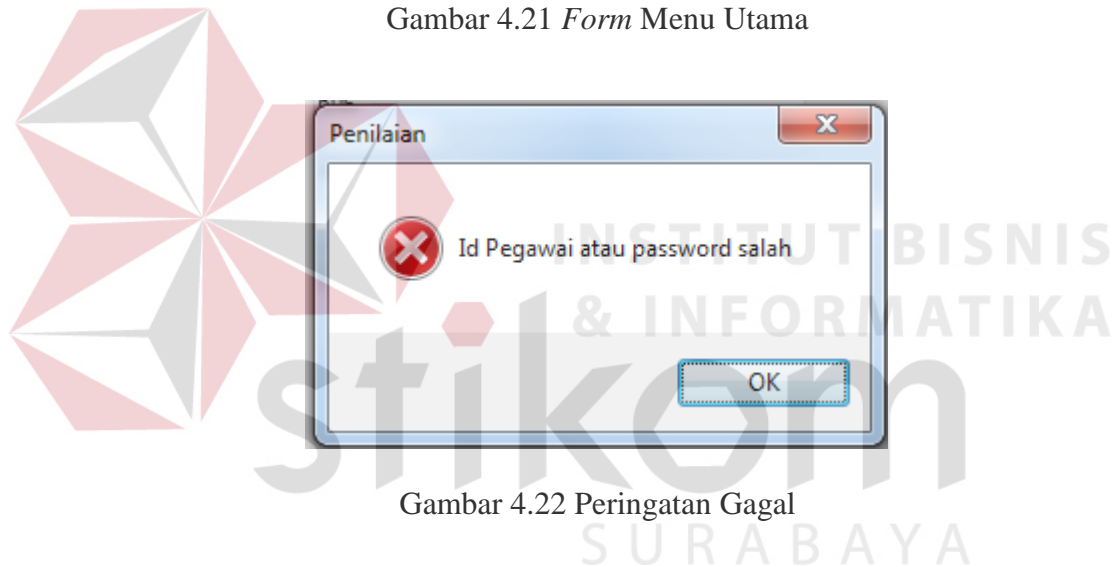 Gambar 4.21 Form Menu Utama
Penilaian
Id Pegawai atau password salah
OK
INSTITUT BISNIS
& INFORMATIKA
stikom
SURABAYA
Gambar 4.22 Peringatan Gagal